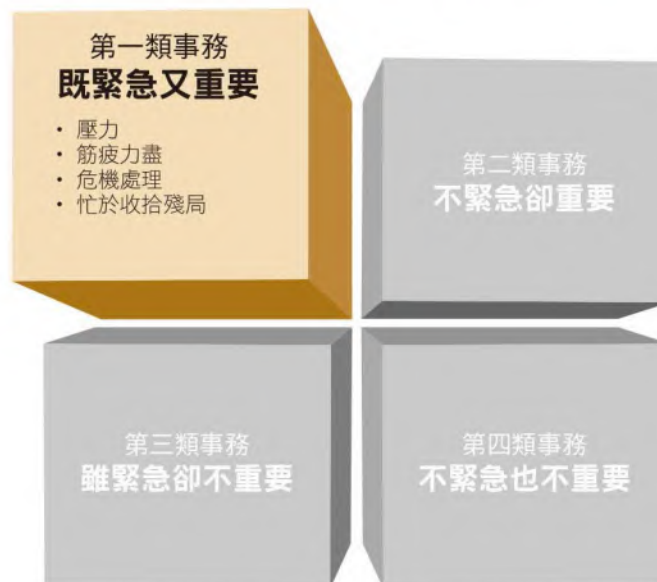 第一類事務
既緊急又重要
• 壓力
• 筋疲力盡
• 危機處理
• 忙於收拾殘局
第二類事務
不緊急卻重要
第三類事務
雖緊急卻不重要
第四類事務
不緊急也不重要